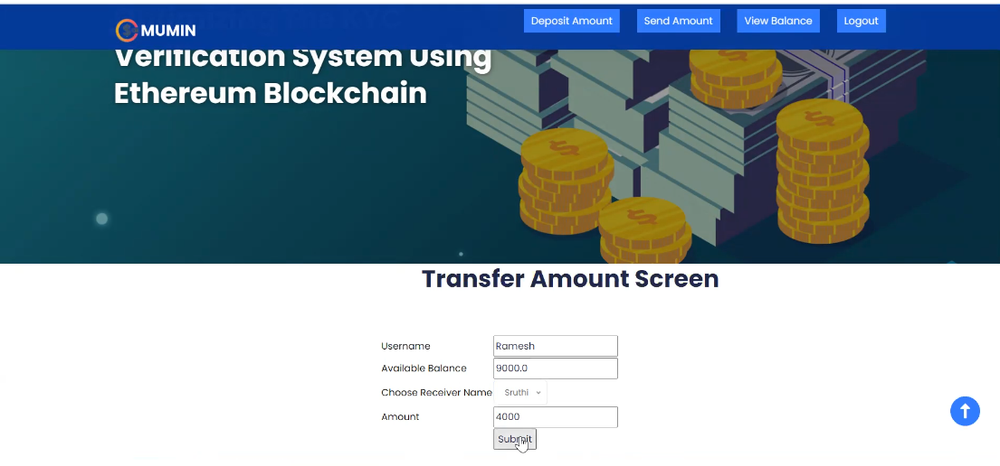 MUMIN
Deposit Amount
Send Amount
View Balance
Logout
Verification System Using
Ethereum Blockchain
Transfer Amount Screen
Username Ramesh
Available Balance 9000.0
Choose Receiver Name Sruthi
Amount 4000
Submit